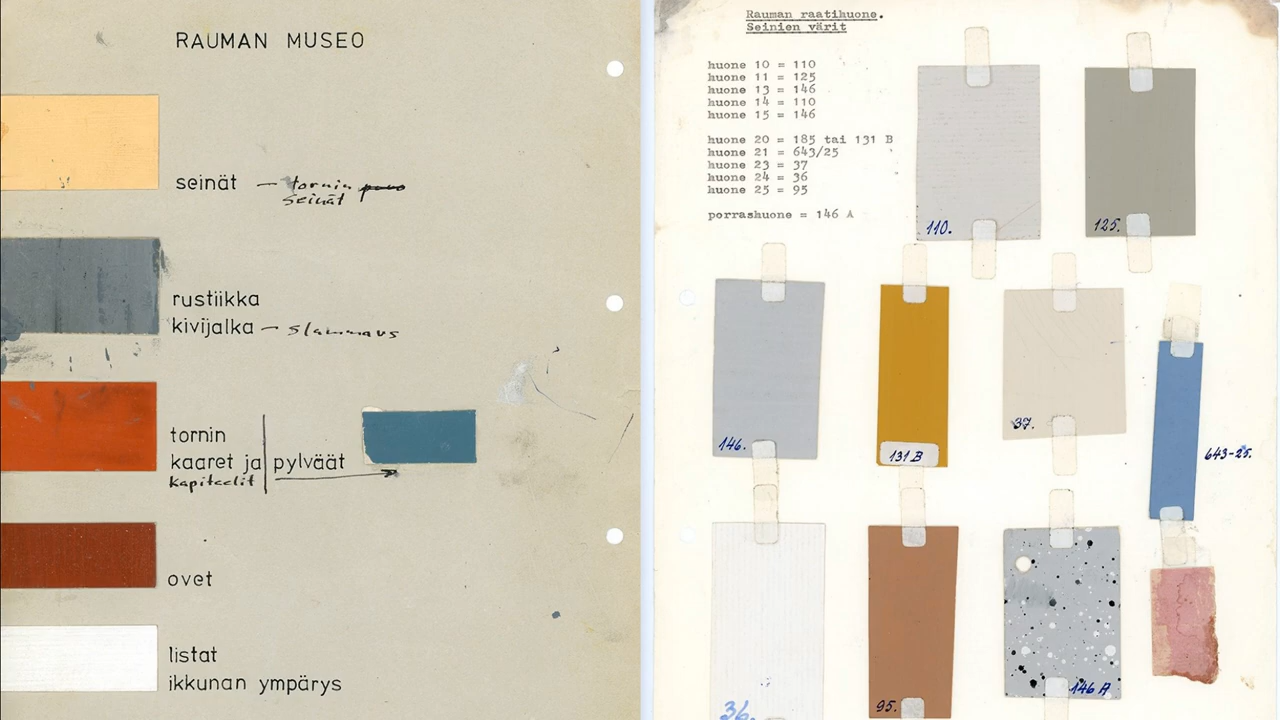 RAUMAN MUSEO
seinät — tornin
seinät
rustiikka
kivijalka — slammaus
tornin
kaaret ja pylväät
kapiteelit
ovet
listat
ikkunan ympärys
Rauman raatihuone.
Seinien värit
huone 10 = 110
huone 11 = 125
huone 13 = 146
huone 14 = 110
huone 15 = 146
huone 20 = 185 tai 131 B
huone 21 = 643/25
huone 23 = 37
huone 24 = 36
huone 25 = 95
porrashuone = 146 A
110.
125.
146.
131 B
37.
643-25.
36.
95.
146 A